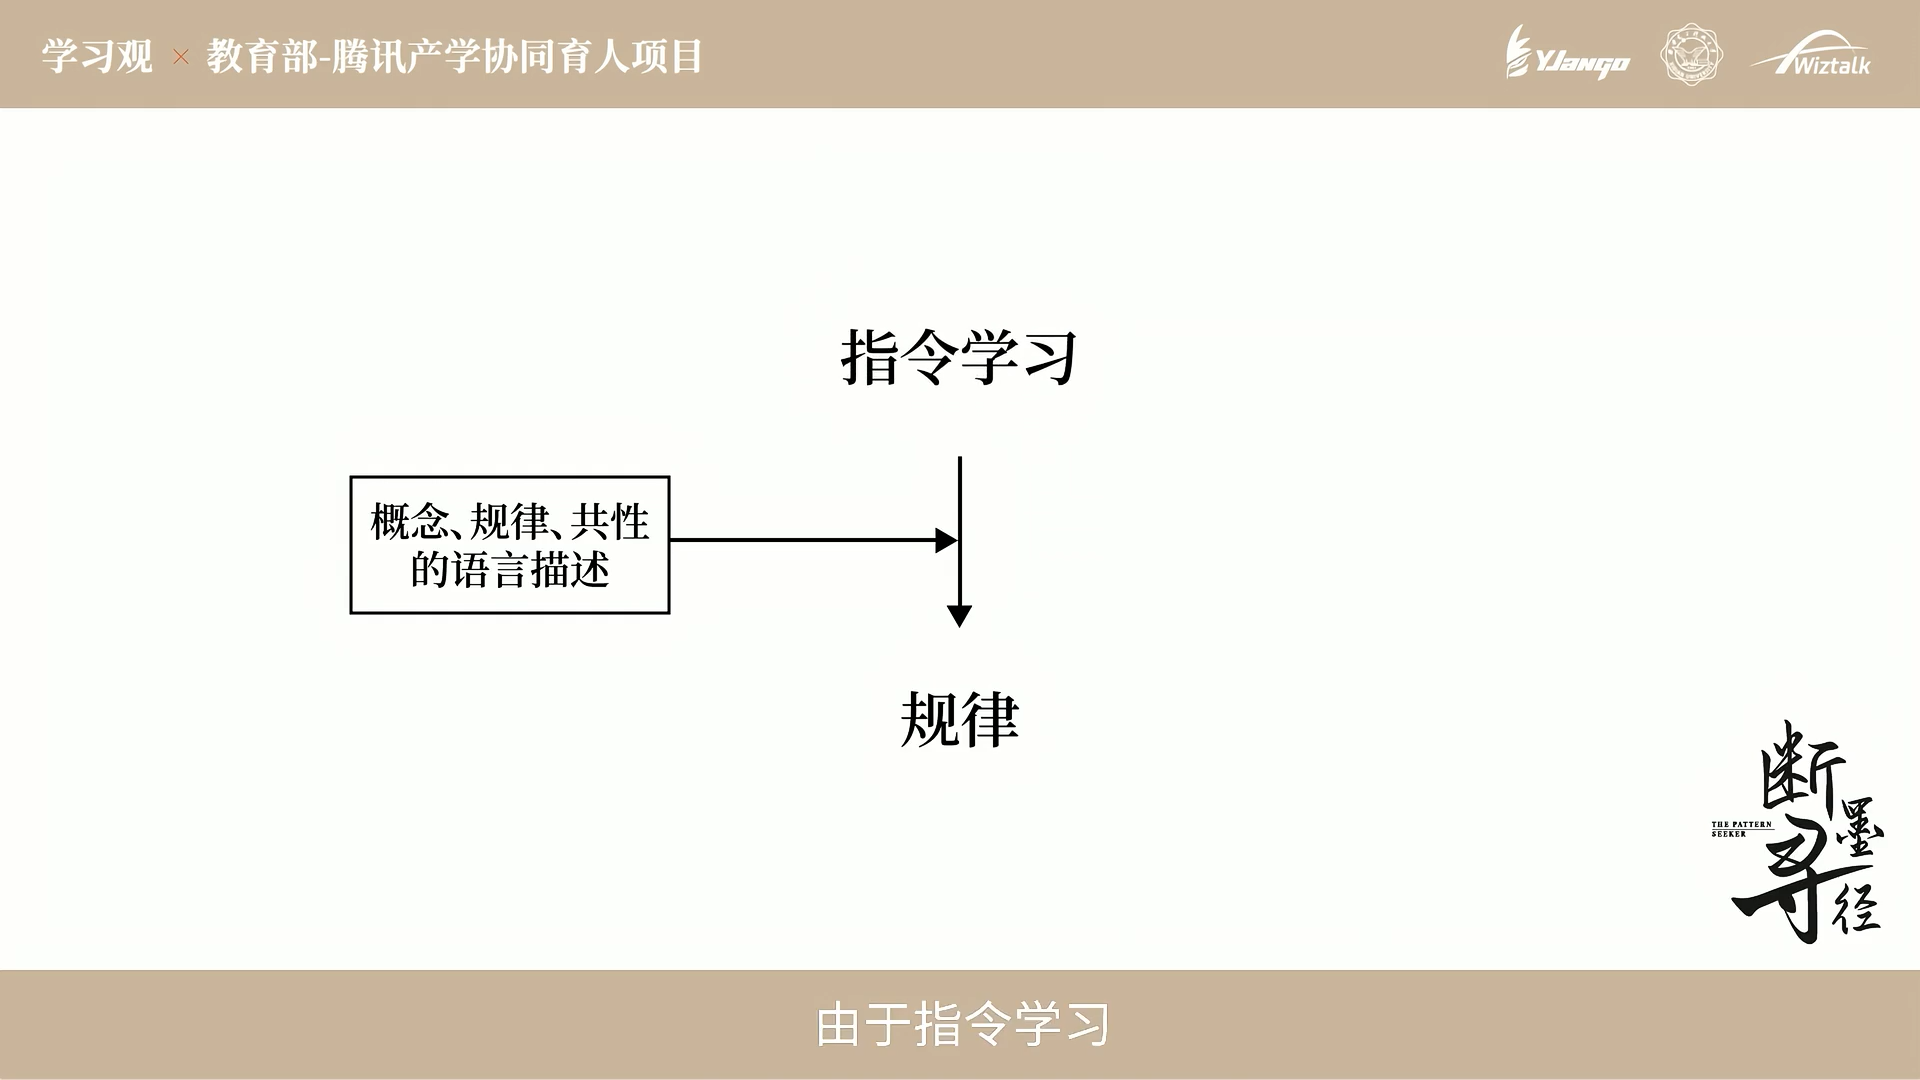 学习观 × 教育部-腾讯产学协同育人项目
YJango
Wiztalk
指令学习
概念、规律、共性
的语言描述
规律
断墨寻径
THE PATTERN
SEEKER
由于指令学习